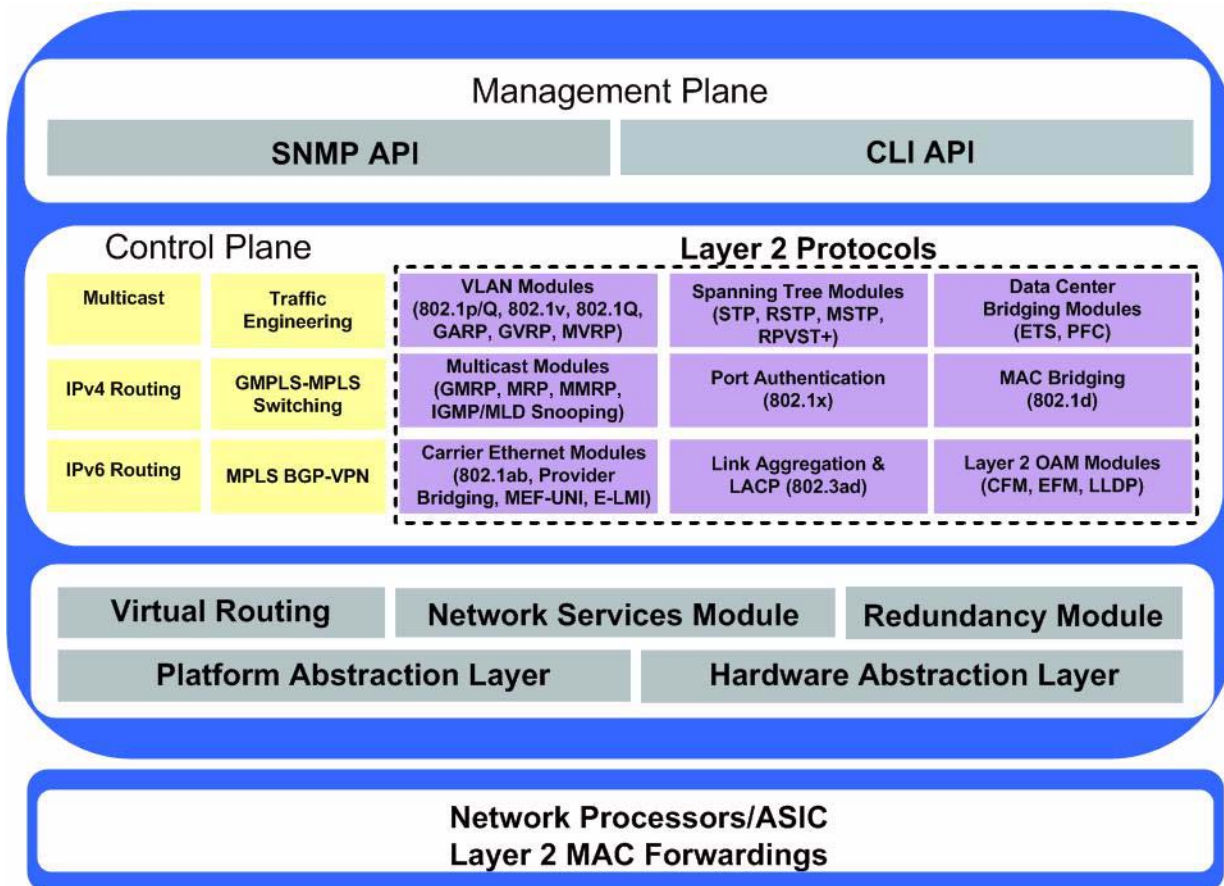 Management Plane
SNMP API
CLI API
Control Plane
Layer 2 Protocols
Multicast
Traffic
Engineering
VLAN Modules
(802.1p/Q, 802.1v, 802.1Q,
GARP, GVRP, MVRP)
Spanning Tree Modules
(STP, RSTP, MSTP,
RPVST+)
Data Center
Bridging Modules
(ETS, PFC)
IPv4 Routing
GMPLS-MPLS
Switching
Multicast Modules
(GMRP, MRP, MMRP,
IGMP/MLD Snooping)
Port Authentication
(802.1x)
MAC Bridging
(802.1d)
IPv6 Routing
MPLS BGP-VPN
Carrier Ethernet Modules
(802.1ab, Provider
Bridging, MEF-UNI, E-LMI)
Link Aggregation &
LACP (802.3ad)
Layer 2 OAM Modules
(CFM, EFM, LLDP)
Virtual Routing
Network Services Module
Redundancy Module
Platform Abstraction Layer
Hardware Abstraction Layer
Network Processors/ASIC
Layer 2 MAC Forwardings